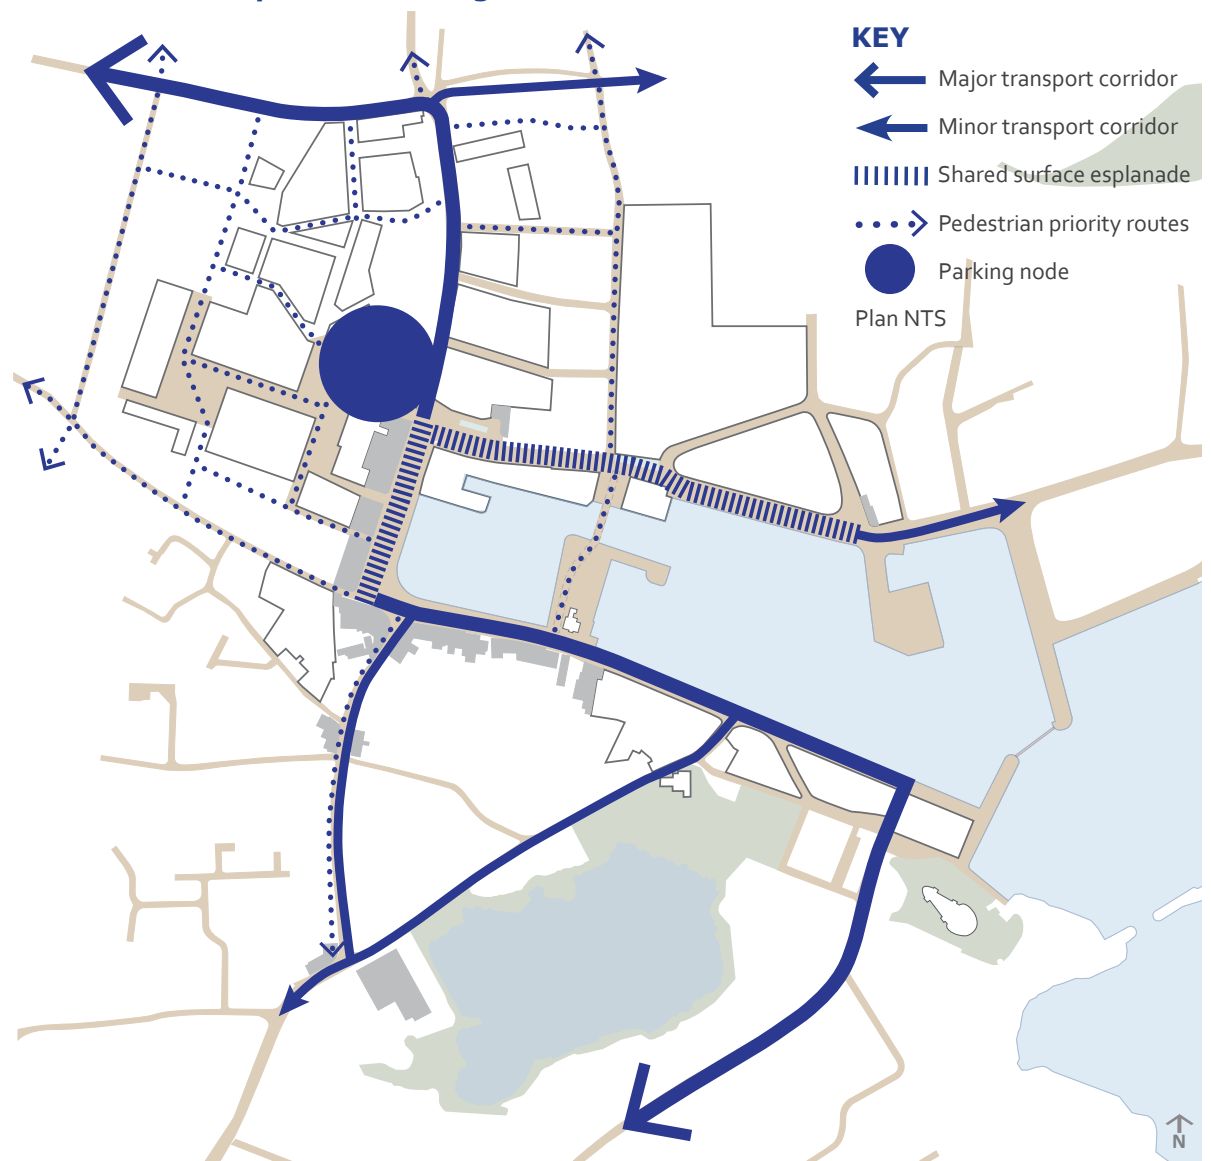 KEY
Major transport corridor
Minor transport corridor
Shared surface esplanade
Pedestrian priority routes
Parking node
Plan NTS
N